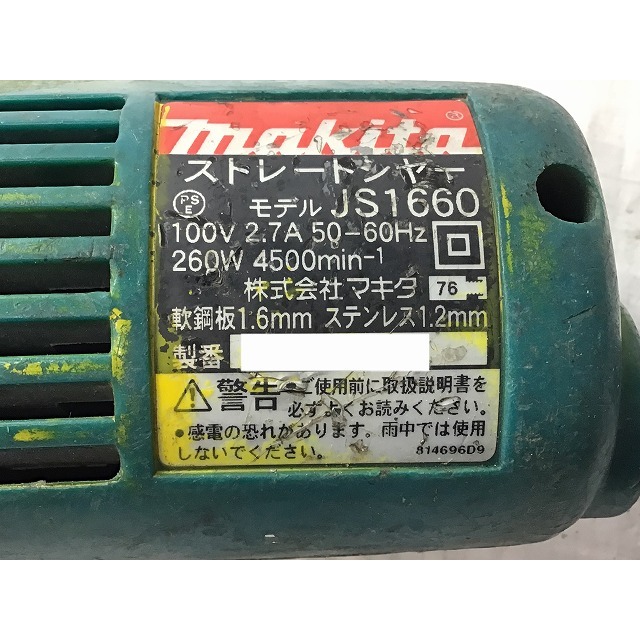 makita
ストレートシャー
PS
E
モデル JS1660
100V 2.7A 50-60Hz
260W 4500min-1
株式会社マキタ 76
軟鋼板1.6mm ステンレス1.2mm
製番
警告 ●ご使用前に取扱説明書を
必ずよくお読みください。
●感電の恐れがあります。雨中では使用
しないでください。
814696D9